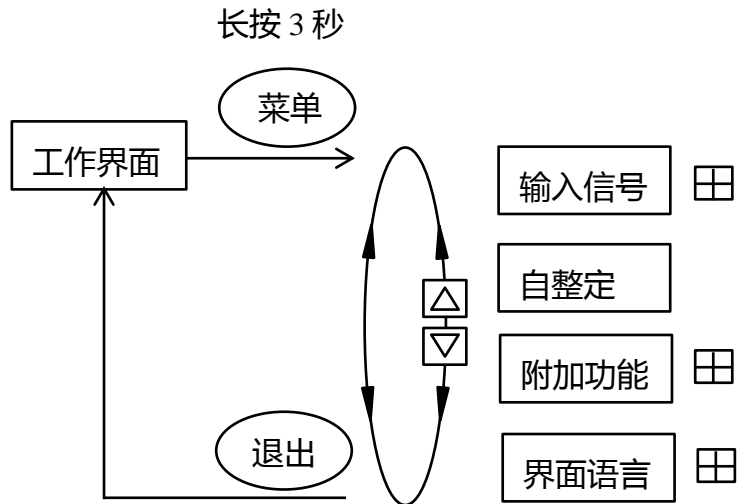 长按 3 秒
菜单
工作界面
输入信号
自整定
附加功能
退出
界面语言